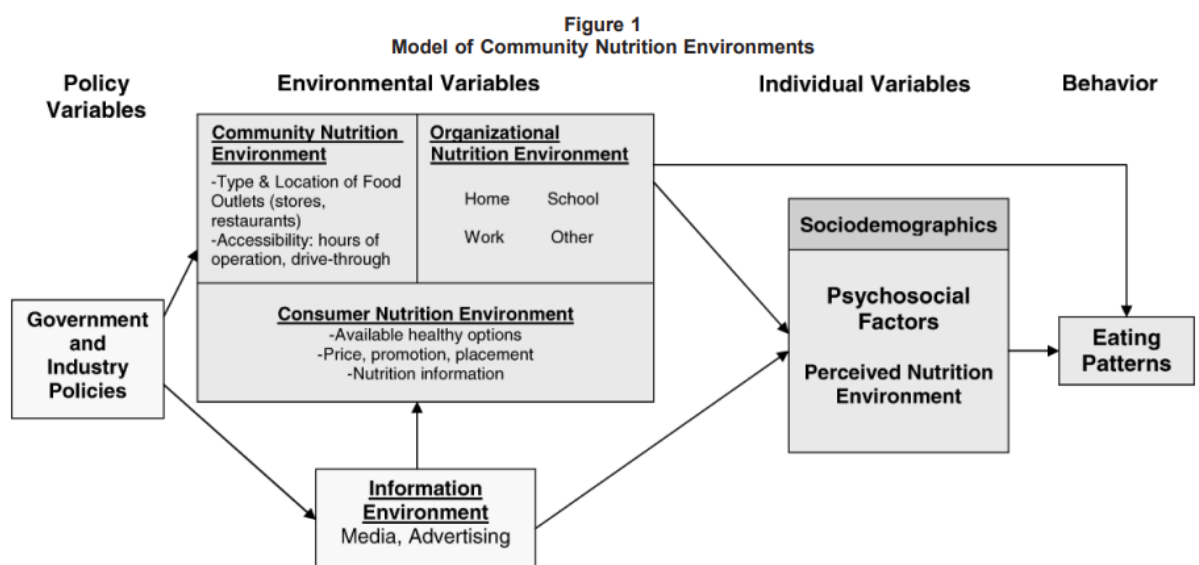 Figure 1
Model of Community Nutrition Environments
Policy
Variables
Environmental Variables
Individual Variables
Behavior
Government
and
Industry
Policies
Community Nutrition
Environment
-Type & Location of Food
Outlets (stores,
restaurants)
-Accessibility: hours of
operation, drive-through
Organizational
Nutrition Environment
Home School
Work Other
Consumer Nutrition Environment
-Available healthy options
-Price, promotion, placement
-Nutrition information
Information
Environment
Media, Advertising
Sociodemographics
Psychosocial
Factors
Perceived Nutrition
Environment
Eating
Patterns